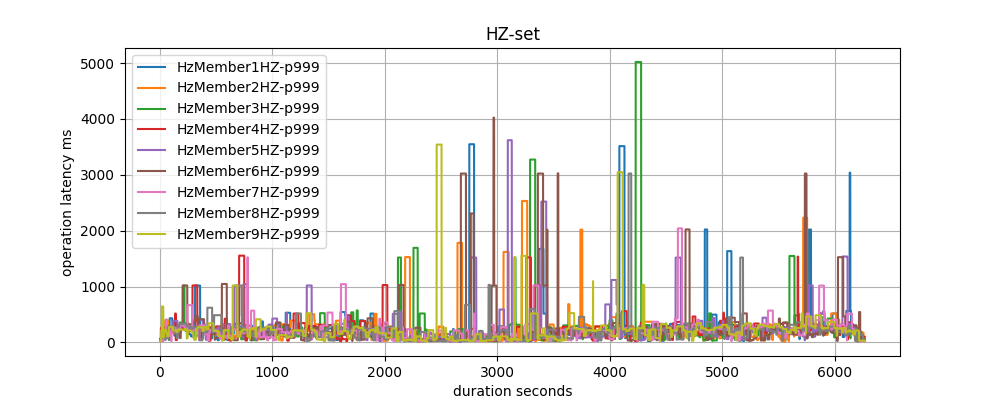 HZ-set
operation latency ms
5000
4000
3000
2000
1000
0
HzMember1HZ-p999
HzMember2HZ-p999
HzMember3HZ-p999
HzMember4HZ-p999
HzMember5HZ-p999
HzMember6HZ-p999
HzMember7HZ-p999
HzMember8HZ-p999
HzMember9HZ-p999
0 1000 2000 3000 4000 5000 6000
duration seconds